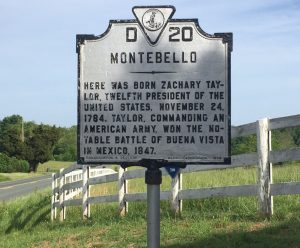 D 20
MONTEBELLO
HERE WAS BORN ZACHARY TAY-
LOR, TWELFTH PRESIDENT OF THE
UNITED STATES, NOVEMBER 24,
1784. TAYLOR, COMMANDING AN
AMERICAN ARMY, WON THE NO-
TABLE BATTLE OF BUENA VISTA
IN MEXICO, 1847.